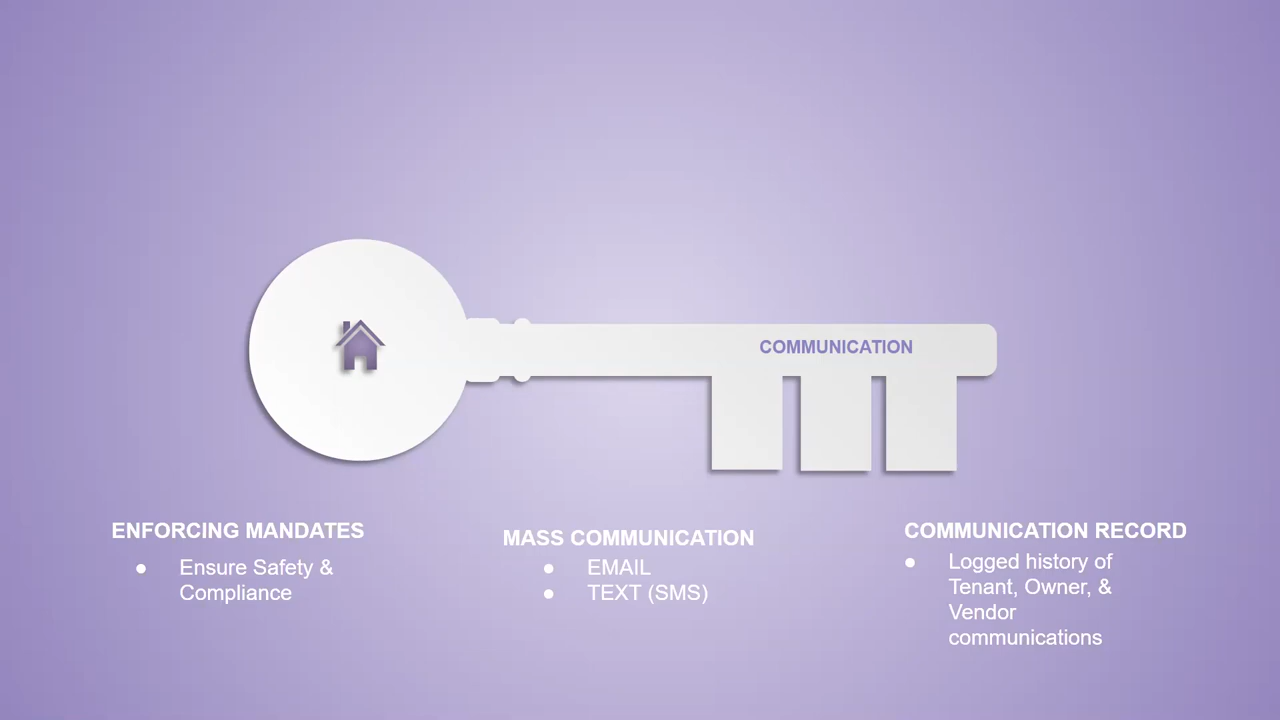 COMMUNICATION
ENFORCING MANDATES
● Ensure Safety &
Compliance
MASS COMMUNICATION
● EMAIL
● TEXT (SMS)
COMMUNICATION RECORD
● Logged history of
Tenant, Owner, &
Vendor
communications